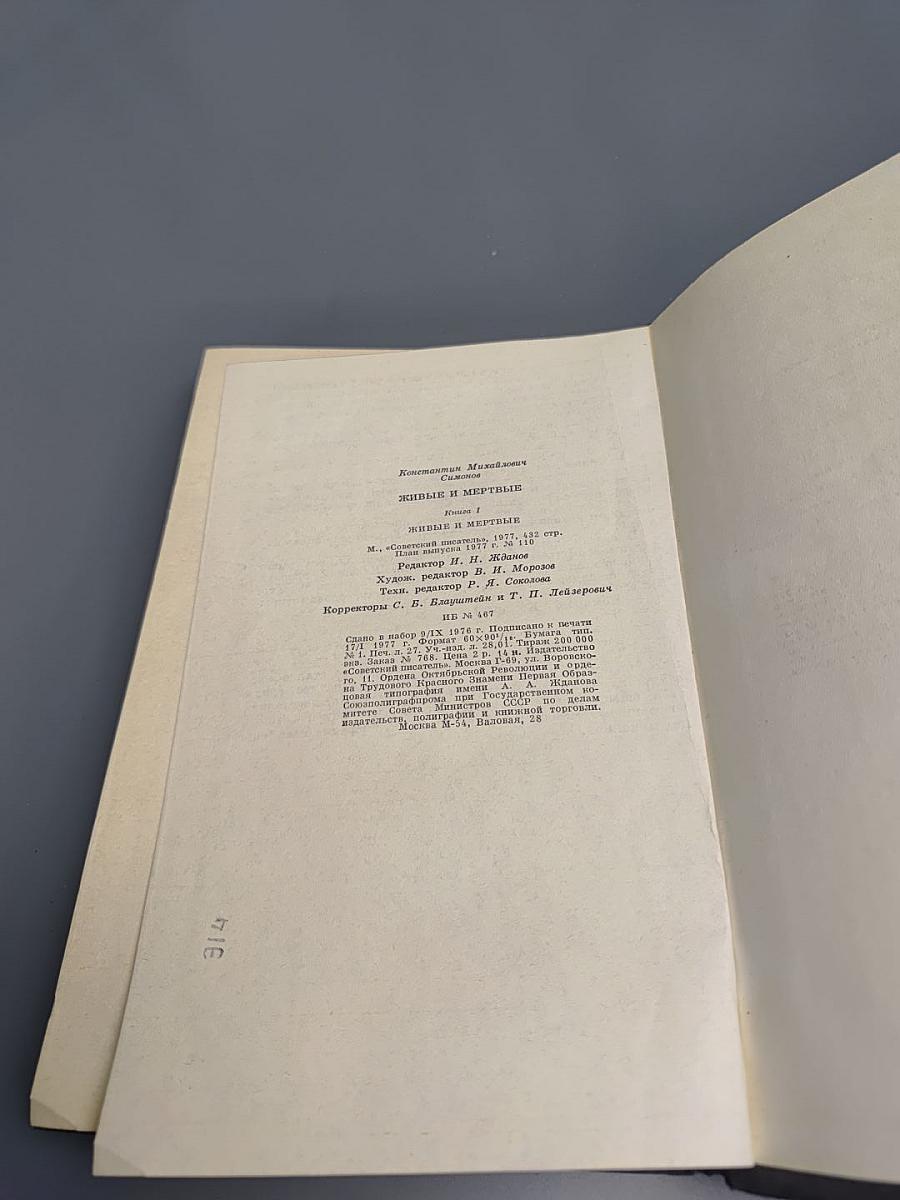 Константин Михайлович
Симонов
ЖИВЫЕ И МЕРТВЫЕ
Книга I
ЖИВЫЕ И МЕРТВЫЕ
М., «Советский писатель», 1977, 432 стр.
План выпуска 1977 г. № 110
Редактор И. Н. Жданов
Худож. редактор В. И. Морозов
Техн. редактор Р. Я. Соколова
Корректоры С. Б. Блауштейн и Т. П. Лейзерович
ИБ № 467
Сдано в набор 9/IX 1976 г. Подписано к печати
17/I 1977 г. Формат 60×90¹/₁₆. Бумага тип.
№ 1. Печ. л. 27. Уч.-изд. л. 28,01. Тираж 200 000
экз. Заказ № 768. Цена 2 р. 14 к. Издательство
«Советский писатель». Москва Г-69, ул. Воровско-
го, 11. Ордена Октябрьской Революции и орде-
на Трудового Красного Знамени Первая Образ-
цовая типография имени А. А. Жданова
Союзполиграфпрома при Государственном ко-
митете Совета Министров СССР по делам
издательств, полиграфии и книжной торговли.
Москва М-54, Валовая, 28
314